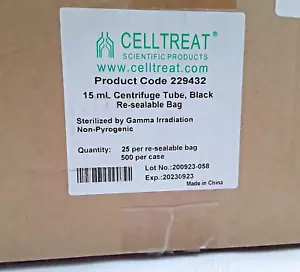 CELLTREAT®
SCIENTIFIC PRODUCTS
www.celltreat.com
Product Code 229432
15 mL Centrifuge Tube, Black
Re-sealable Bag
Sterilized by Gamma Irradiation
Non-Pyrogenic
Quantity: 25 per re-sealable bag
500 per case
Lot No.:200923-058
Exp.:20230923
Made in China